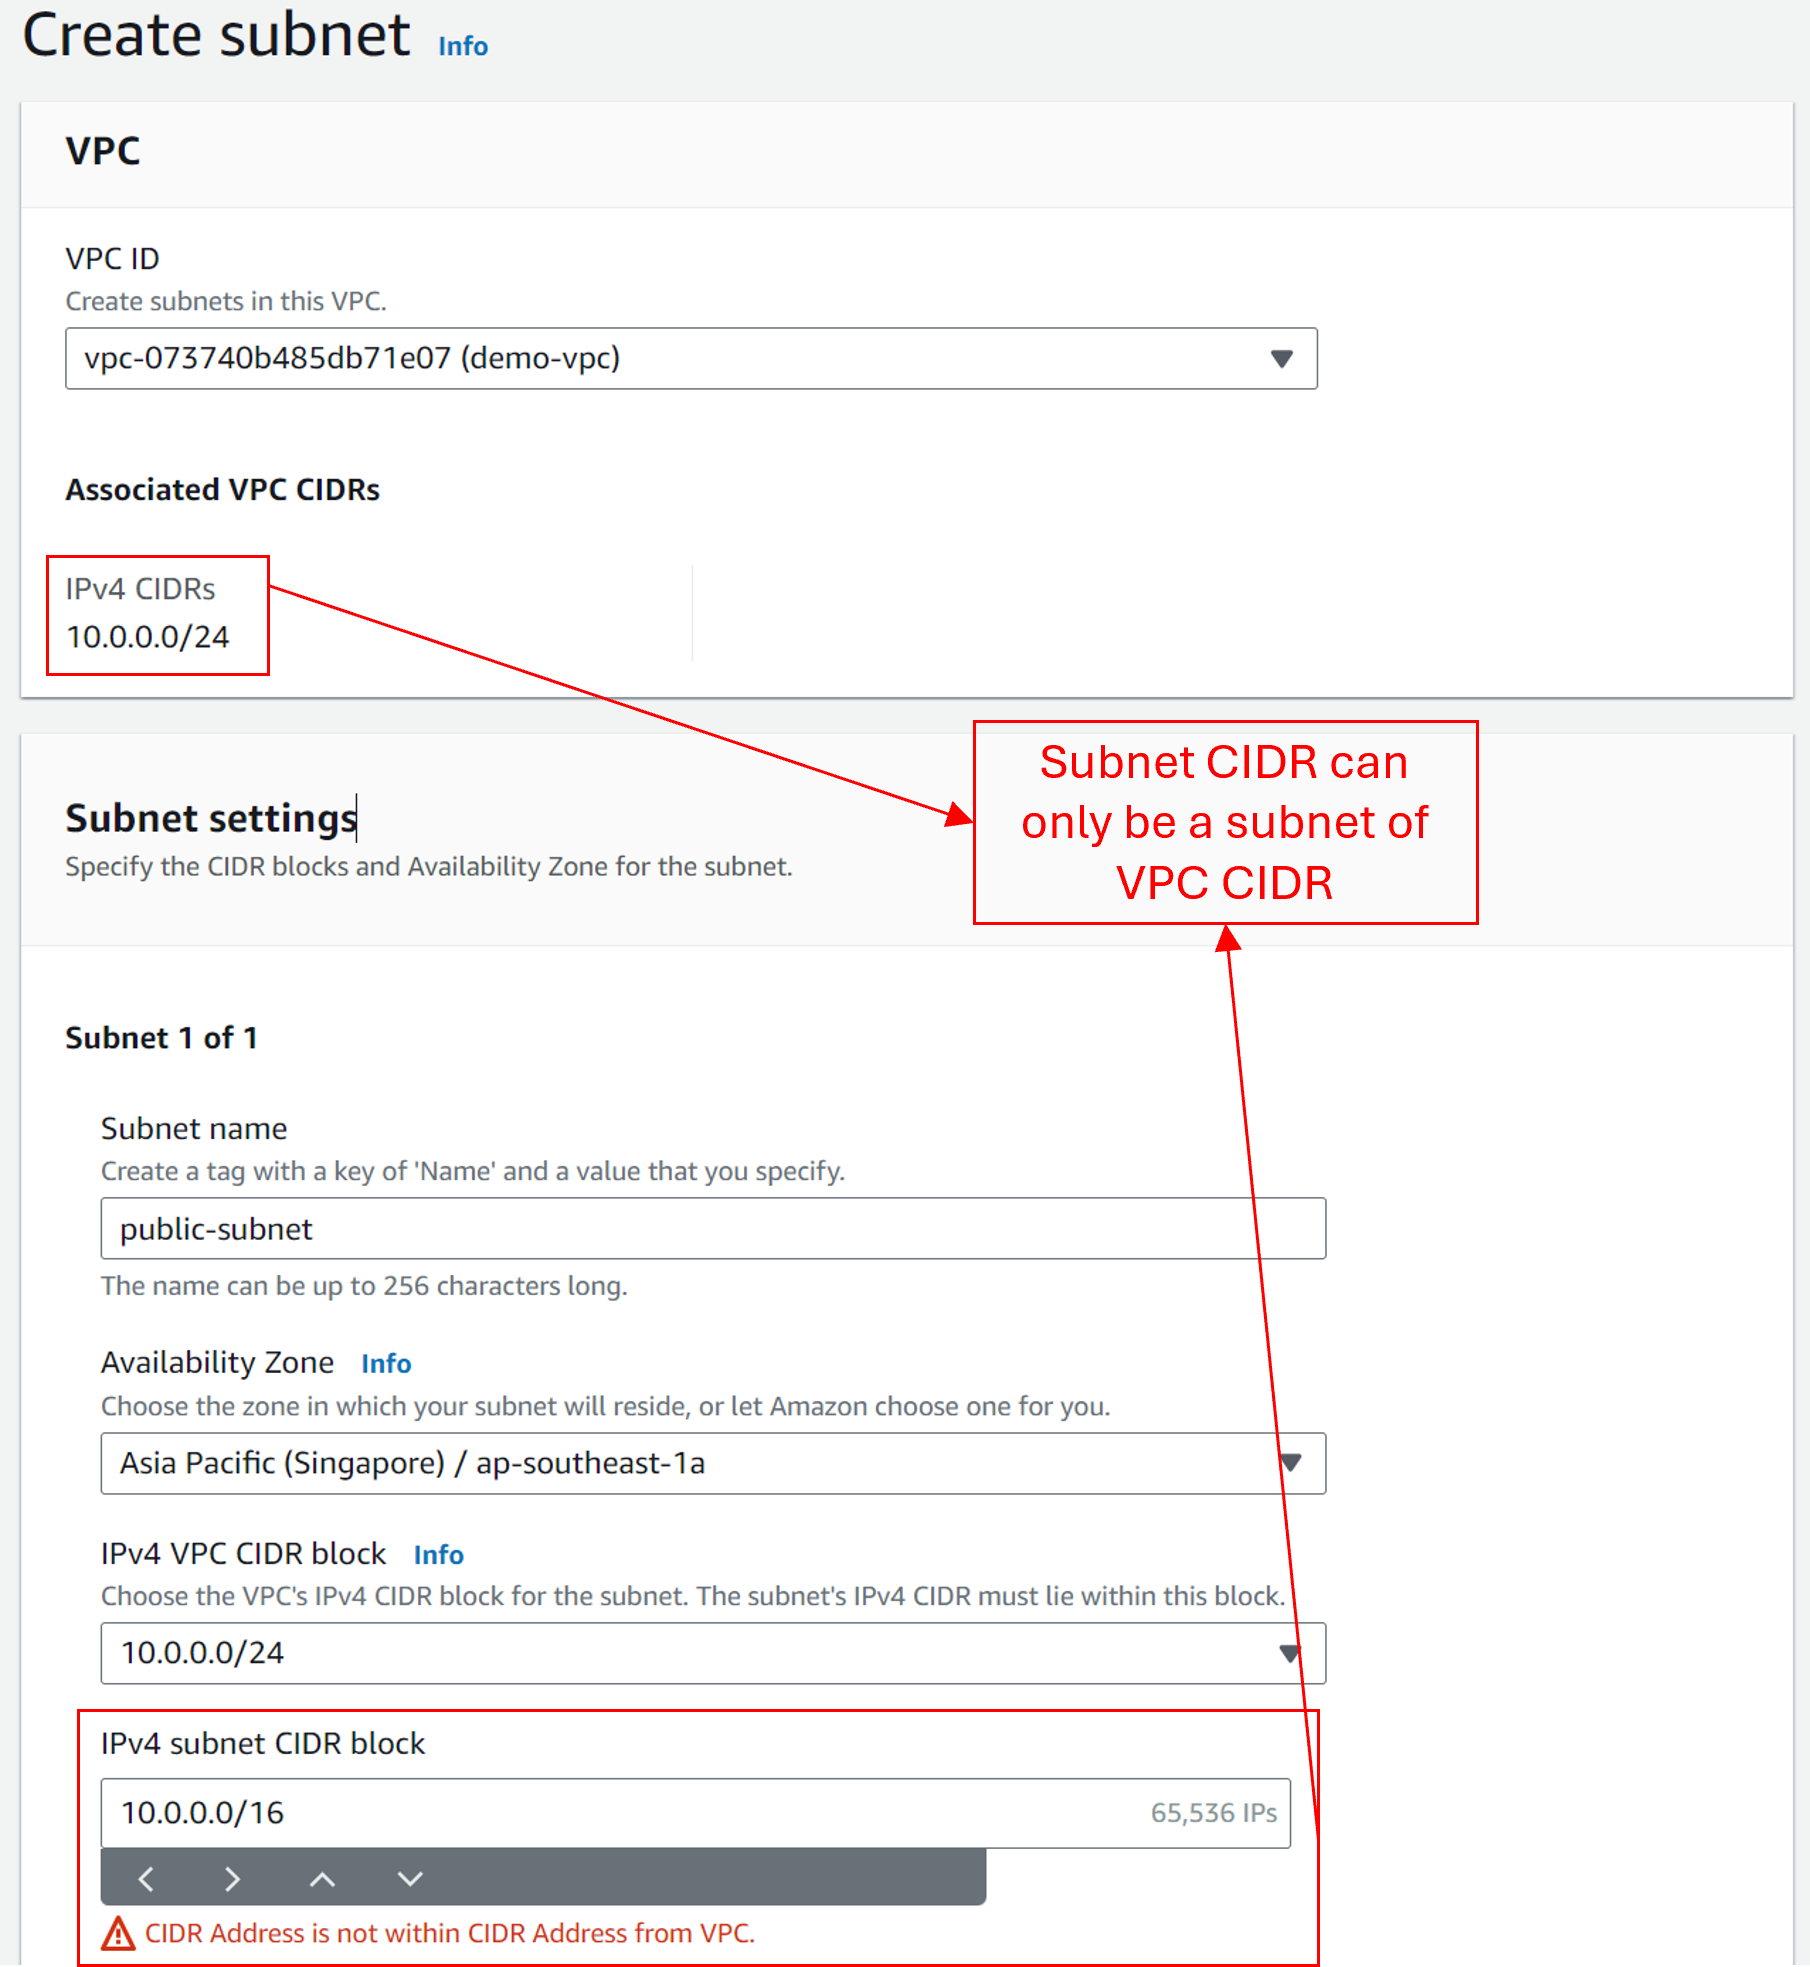 Create subnet Info
VPC
VPC ID
Create subnets in this VPC.
vpc-073740b485db71e07 (demo-vpc)
Associated VPC CIDRs
IPv4 CIDRs
10.0.0.0/24
Subnet CIDR can
only be a subnet of
VPC CIDR
Subnet settings
Specify the CIDR blocks and Availability Zone for the subnet.
Subnet 1 of 1
Subnet name
Create a tag with a key of 'Name' and a value that you specify.
public-subnet
The name can be up to 256 characters long.
Availability Zone Info
Choose the zone in which your subnet will reside, or let Amazon choose one for you.
Asia Pacific (Singapore) / ap-southeast-1a
IPv4 VPC CIDR block Info
Choose the VPC's IPv4 CIDR block for the subnet. The subnet's IPv4 CIDR must lie within this block.
10.0.0.0/24
IPv4 subnet CIDR block
10.0.0.0/16 65,536 IPs
CIDR Address is not within CIDR Address from VPC.